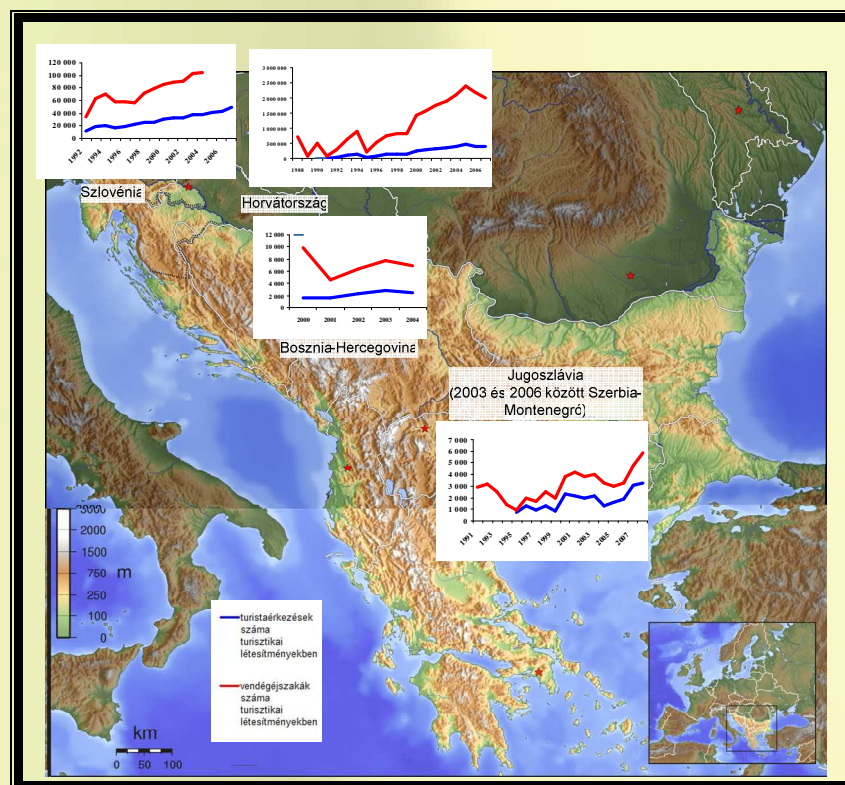 120 000
100 000
80 000
60 000
40 000
20 000
0
1992 1994 1996 1998 2000 2002 2004 2006
Szlovénia
3 000 000
2 500 000
2 000 000
1 500 000
1 000 000
500 000
0
1988 1990 1992 1994 1996 1998 2000 2002 2004 2006
Horvátország
12 000
10 000
8 000
6 000
4 000
2 000
0
2000 2001 2002 2003 2004
Bosznia-Hercegovina
Jugoszlávia
(2003 és 2006 között Szerbia-
Montenegró)
7 000
6 000
5 000
4 000
3 000
2 000
1 000
0
1991 1993 1995 1997 1999 2001 2003 2005 2007
3000
2000
1500
750
250
100
0
m
turistaérkezések
száma
turisztikai
létesítményekben
vendégéjszakák
száma
turisztikai
létesítményekben
km
0 50 100